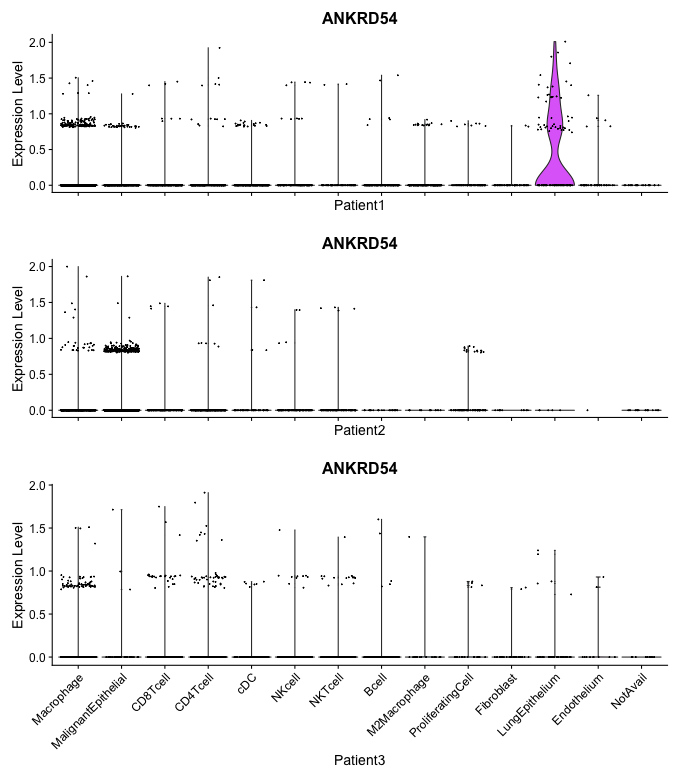 ANKRD54
Expression Level
2.0
1.5
1.0
0.5
0.0
Patient1
ANKRD54
Expression Level
2.0
1.5
1.0
0.5
0.0
Patient2
ANKRD54
Expression Level
2.0
1.5
1.0
0.5
0.0
Macrophage
MalignantEpithelial
CD8Tcell
CD4Tcell
cDC
NKcell
NKTcell
Bcell
M2Macrophage
ProliferatingCell
Fibroblast
LungEpithelium
Endothelium
NotAvail
Patient3